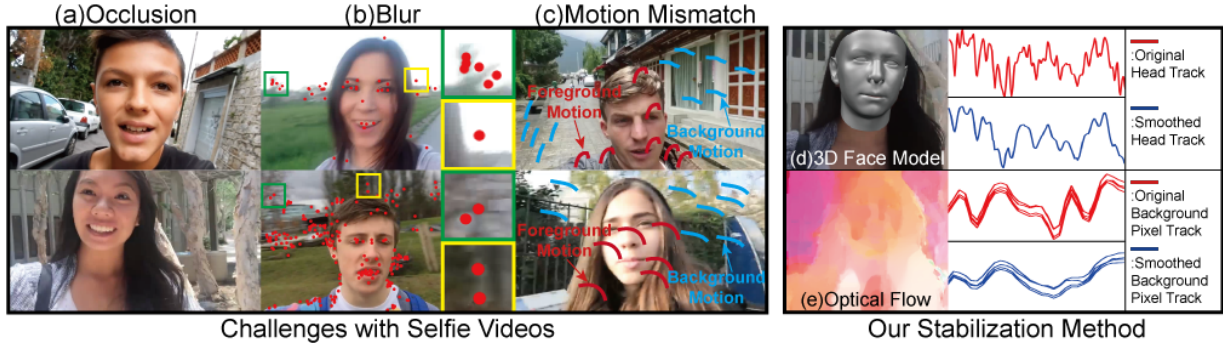 (a)Occlusion
(b)Blur
(c)Motion Mismatch
Foreground
Motion
Background
Motion
Foreground
Motion
Background
Motion
Challenges with Selfie Videos
(d)3D Face Model
:Original
Head Track
:Smoothed
Head Track
(e)Optical Flow
:Original
Background
Pixel Track
:Smoothed
Background
Pixel Track
Our Stabilization Method